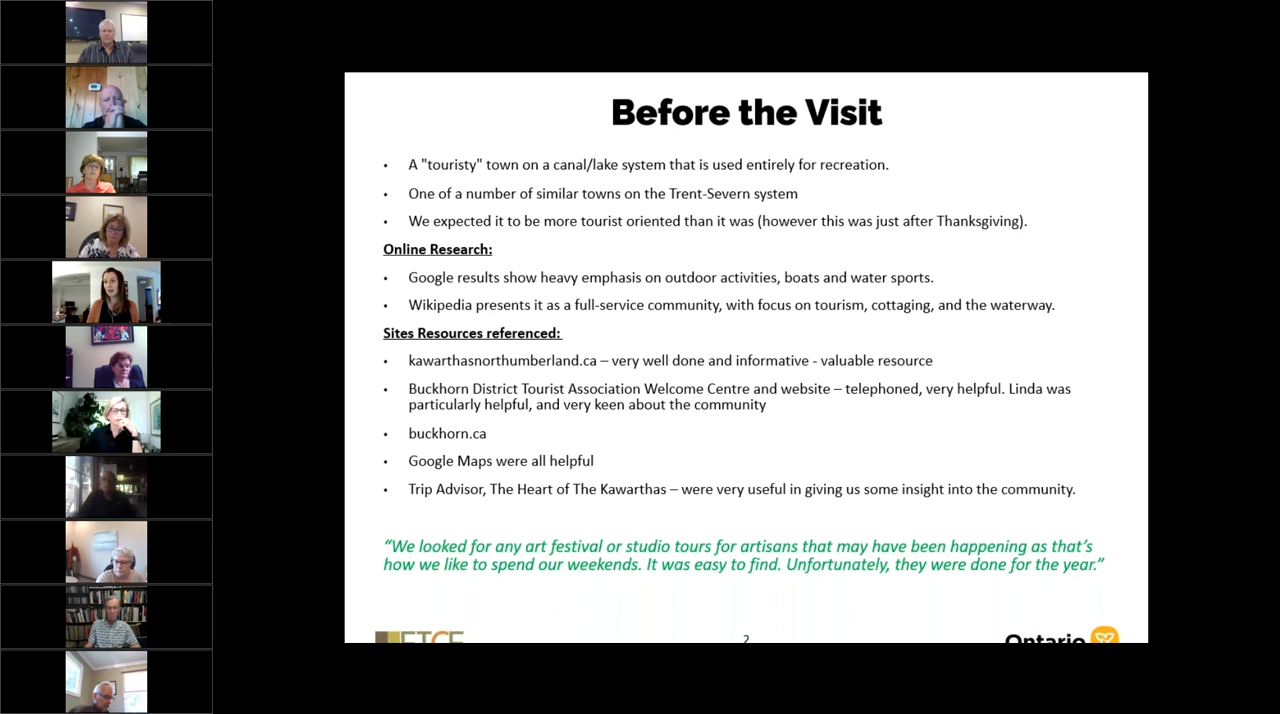 Before the Visit
• A "touristy" town on a canal/lake system that is used entirely for recreation.
• One of a number of similar towns on the Trent-Severn system
• We expected it to be more tourist oriented than it was (however this was just after Thanksgiving).
Online Research:
• Google results show heavy emphasis on outdoor activities, boats and water sports.
• Wikipedia presents it as a full-service community, with focus on tourism, cottaging, and the waterway.
Sites Resources referenced:
• kawarthasnorthumberland.ca – very well done and informative - valuable resource
• Buckhorn District Tourist Association Welcome Centre and website – telephoned, very helpful. Linda was
particularly helpful, and very keen about the community
• buckhorn.ca
• Google Maps were all helpful
• Trip Advisor, The Heart of The Kawarthas – were very useful in giving us some insight into the community.
“We looked for any art festival or studio tours for artisans that may have been happening as that’s
how we like to spend our weekends. It was easy to find. Unfortunately, they were done for the year.”
2
Ontario